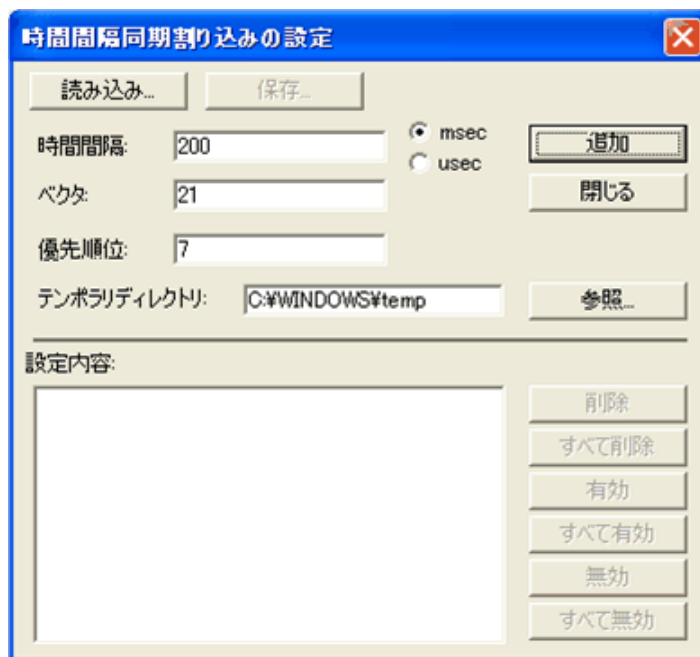 時間間隔同期割り込みの設定
読み込み... 保存...
時間間隔: 200 msec 追加
usec
ベクタ: 21 閉じる
優先順位: 7
テンポラリディレクトリ: C:¥WINDOWS¥temp 参照...
設定内容:
削除
すべて削除
有効
すべて有効
無効
すべて無効